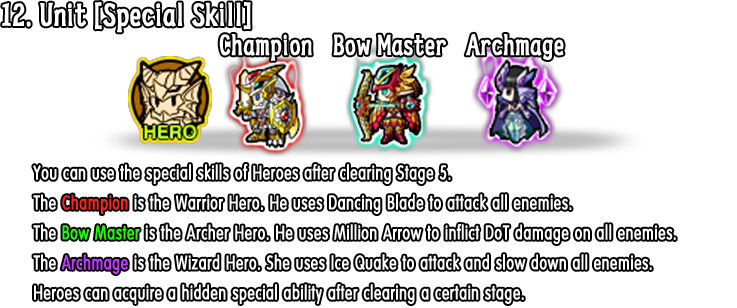 12. Unit [Special Skill]
Champion Bow Master Archmage
HERO
You can use the special skills of Heroes after clearing Stage 5.
The Champion is the Warrior Hero. He uses Dancing Blade to attack all enemies.
The Bow Master is the Archer Hero. He uses Million Arrow to inflict DoT damage on all enemies.
The Archmage is the Wizard Hero. She uses Ice Quake to attack and slow down all enemies.
Heroes can acquire a hidden special ability after clearing a certain stage.